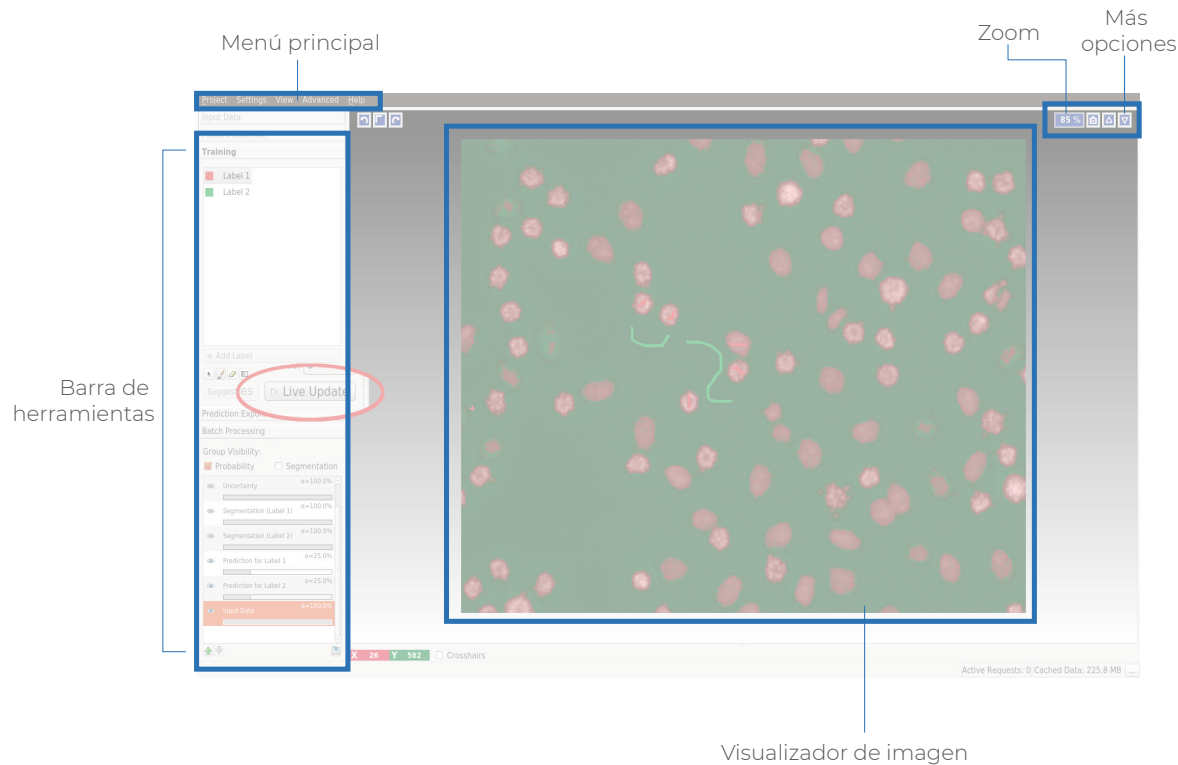 Menú principal
Zoom
Más
opciones
Project Settings View Advanced Help
Input Data
85 %
Training
Label 1
Label 2
+ Add Label
Live Update
Barra de
herramientas
Prediction Expo
Batch Processing
Group Visibility:
Probability Segmentation
Uncertainty α=100.0%
Segmentation (Label 1) α=100.0%
Segmentation (Label 2) α=100.0%
Prediction for Label 1 α=25.0%
Prediction for Label 2 α=25.0%
Input Data α=100.0%
X 26 Y 582 Crosshairs
Active Requests: 0 Cached Data: 225.8 MB ...
Visualizador de imagen